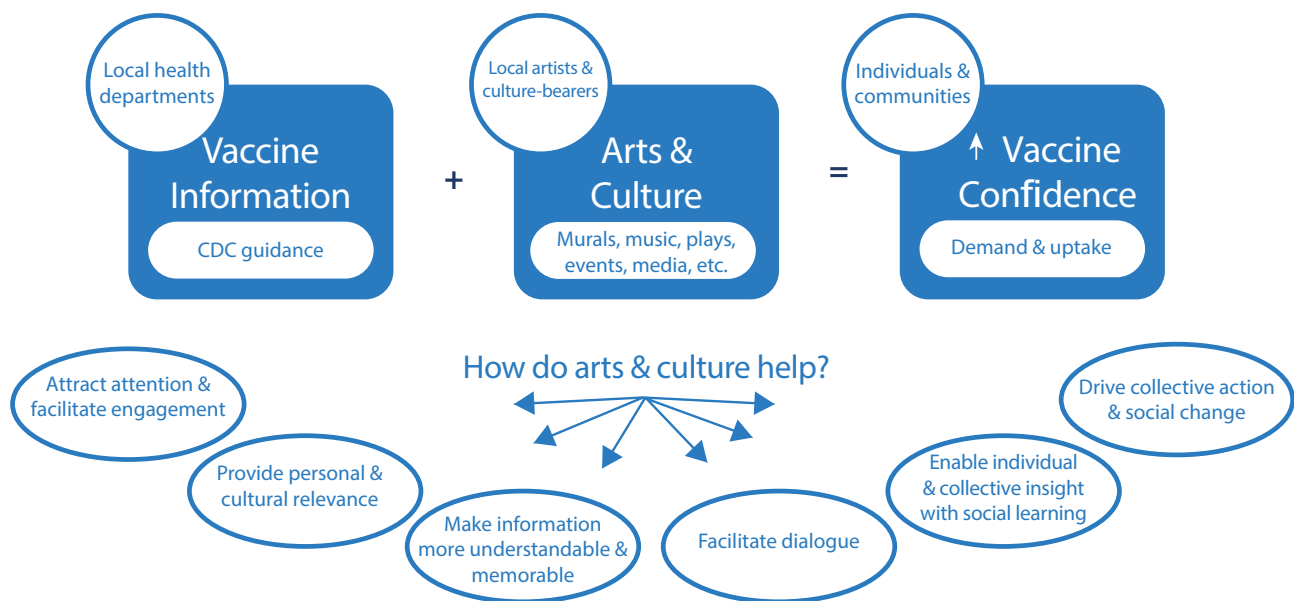 Local health
departments
Vaccine
Information
CDC guidance
+
Local artists &
culture-bearers
Arts &
Culture
Murals, music, plays,
events, media, etc.
=
Individuals &
communities
Vaccine
Confidence
Demand & uptake
How do arts & culture help?
Attract attention &
facilitate engagement
Provide personal &
cultural relevance
Make information
more understandable &
memorable
Facilitate dialogue
Enable individual
& collective insight
with social learning
Drive collective action
& social change